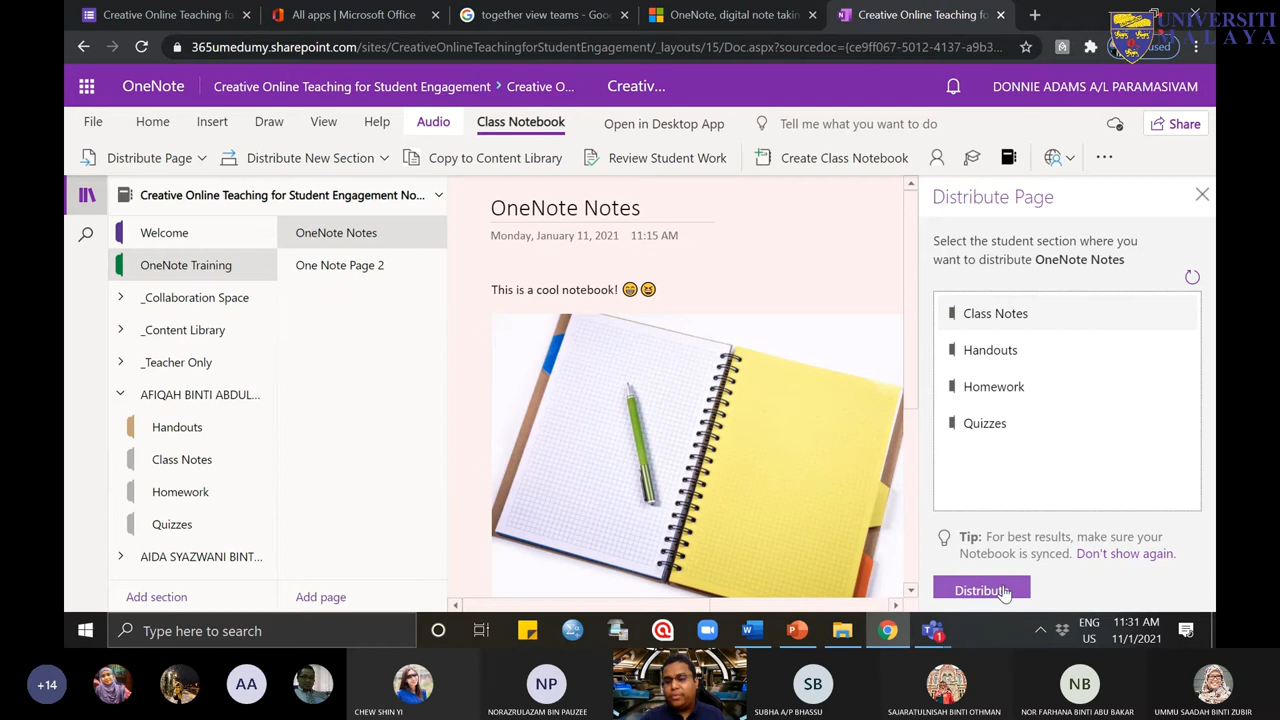 Creative Online Teaching for Stud
All apps | Microsoft Office
together view teams - Goo
OneNote, digital note takin
Creative Online Teaching fo
UNIVERSITI
MALAYA
365umedumy.sharepoint.com/sites/CreativeOnlineTeachingforStudentEngagement/_layouts/15/Doc.aspx?sourcedoc={ce9ff067-5012-4137-a9b3...
OneNote
Creative Online Teaching for Student Engagement
Creative O...
Creativ...
DONNIE ADAMS A/L PARAMASIVAM
File
Home
Insert
Draw
View
Help
Audio
Class Notebook
Open in Desktop App
Tell me what you want to do
Share
Distribute Page
Distribute New Section
Copy to Content Library
Review Student Work
Create Class Notebook
Creative Online Teaching for Student Engagement No...
Welcome
OneNote Training
_Collaboration Space
_Content Library
_Teacher Only
AFIQAH BINTI ABDUL...
Handouts
Class Notes
Homework
Quizzes
AIDA SYAZWANI BINT...
Add section
OneNote Notes
One Note Page 2
Add page
OneNote Notes
Monday, January 11, 2021 11:15 AM
This is a cool notebook!
Distribute Page
Select the student section where you
want to distribute OneNote Notes
Class Notes
Handouts
Homework
Quizzes
Tip: For best results, make sure your
Notebook is synced. Don't show again.
Distribute
Type here to search
ENG
US
11:31 AM
11/1/2021
+14
AA
NP
SB
NB
CHEW SHIN YI
NORAZRULAZAM BIN PAUZEE
SUBHA A/P BHASSU
SAJARATULNISAH BINTI OTHMAN
NOR FARHANA BINTI ABU BAKAR
UMMU SAADAH BINTI ZUBIR